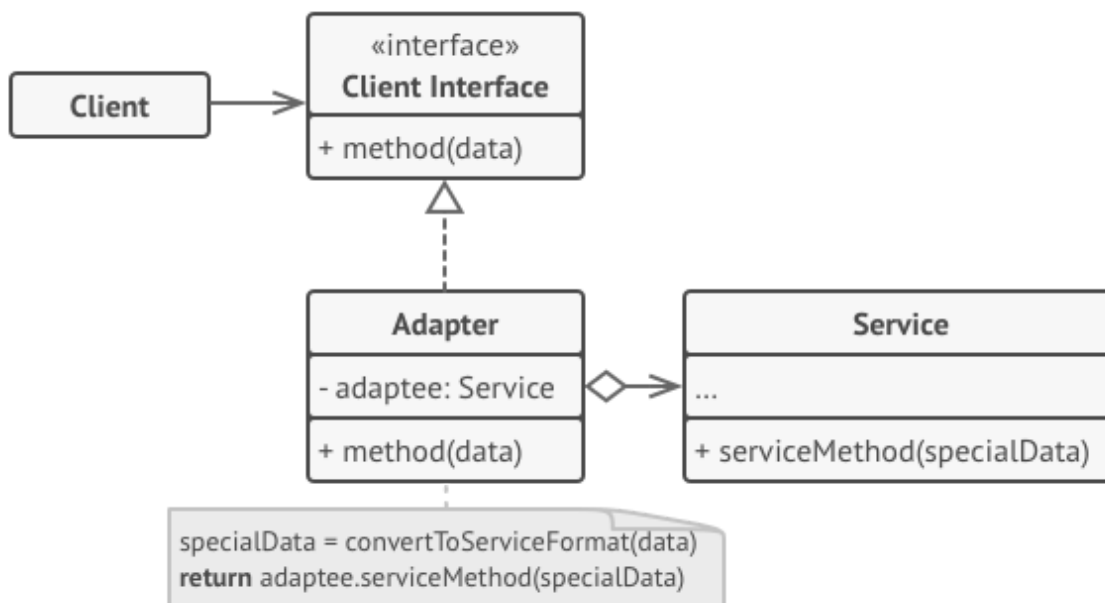 Client
«interface»
Client Interface
+ method(data)
Adapter
- adaptee: Service
+ method(data)
Service
...
+ serviceMethod(specialData)
specialData = convertToServiceFormat(data)
return adaptee.serviceMethod(specialData)